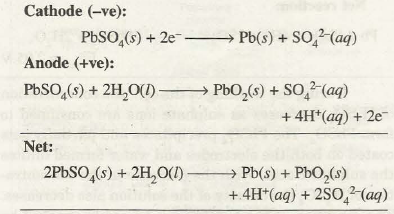 Cathode (–ve):
PbSO₄(s) + 2e⁻ ⟶ Pb(s) + SO₄²⁻(aq)
Anode (+ve):
PbSO₄(s) + 2H₂O(l) ⟶ PbO₂(s) + SO₄²⁻(aq)
+ 4H⁺(aq) + 2e⁻
Net:
2PbSO₄(s) + 2H₂O(l) ⟶ Pb(s) + PbO₂(s)
+ 4H⁺(aq) + 2SO₄²⁻(aq)